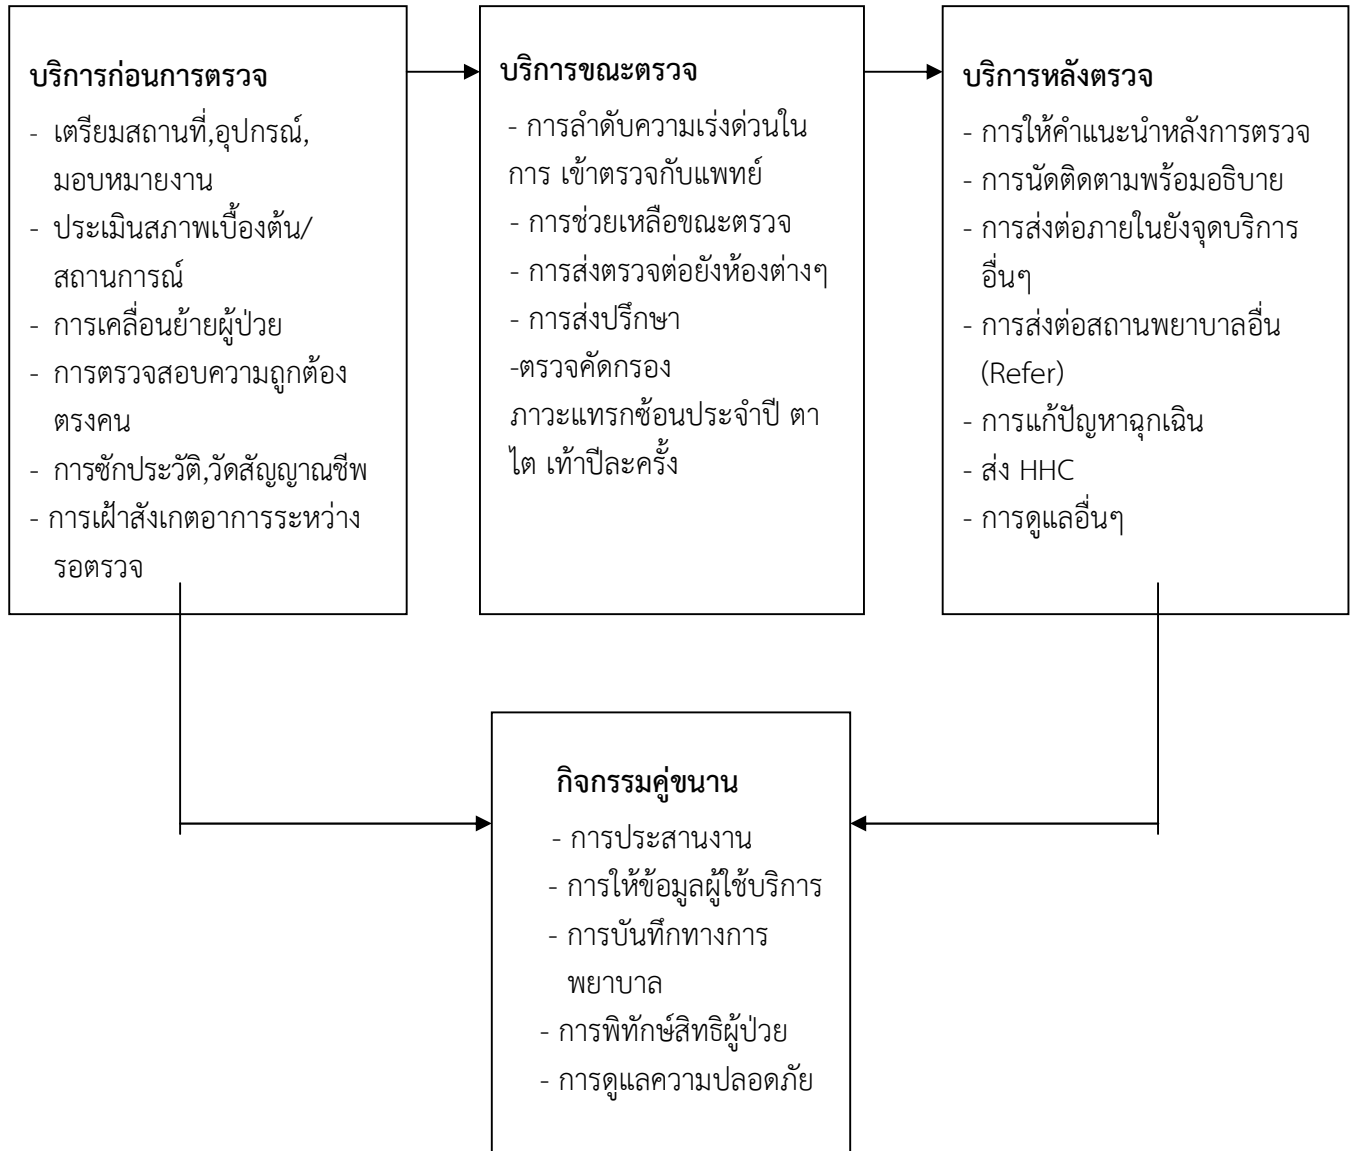 บริการก่อนการตรวจ
- เตรียมสถานที่,อุปกรณ์,
มอบหมายงาน
- ประเมินสภาพเบื้องต้น/
สถานการณ์
- การเคลื่อนย้ายผู้ป่วย
- การตรวจสอบความถูกต้อง
ตรงคน
- การซักประวัติ,วัดสัญญาณชีพ
- การเฝ้าสังเกตอาการระหว่าง
รอตรวจ
บริการขณะตรวจ
- การลำดับความเร่งด่วนใน
การ เข้าตรวจกับแพทย์
- การช่วยเหลือขณะตรวจ
- การส่งตรวจต่อยังห้องต่างๆ
- การส่งปรึกษา
-ตรวจคัดกรอง
ภาวะแทรกซ้อนประจำปี ตา
ไต เท้าปีละครั้ง
บริการหลังตรวจ
- การให้คำแนะนำหลังการตรวจ
- การนัดติดตามพร้อมอธิบาย
- การส่งต่อภายในยังจุดบริการ
อื่นๆ
- การส่งต่อสถานพยาบาลอื่น
(Refer)
- การแก้ปัญหาฉุกเฉิน
- ส่ง HHC
- การดูแลอื่นๆ
กิจกรรมคู่ขนาน
- การประสานงาน
- การให้ข้อมูลผู้ใช้บริการ
- การบันทึกทางการ
พยาบาล
- การพิทักษ์สิทธิผู้ป่วย
- การดูแลความปลอดภัย